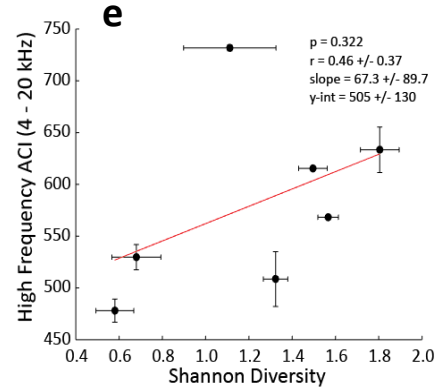 e
750
700
650
600
550
500
450
High Frequency ACI (4 - 20 kHz)
p = 0.322
r = 0.46 +/- 0.37
slope = 67.3 +/- 89.7
y-int = 505 +/- 130
0.4 0.6 0.8 1.0 1.2 1.4 1.6 1.8 2.0
Shannon Diversity